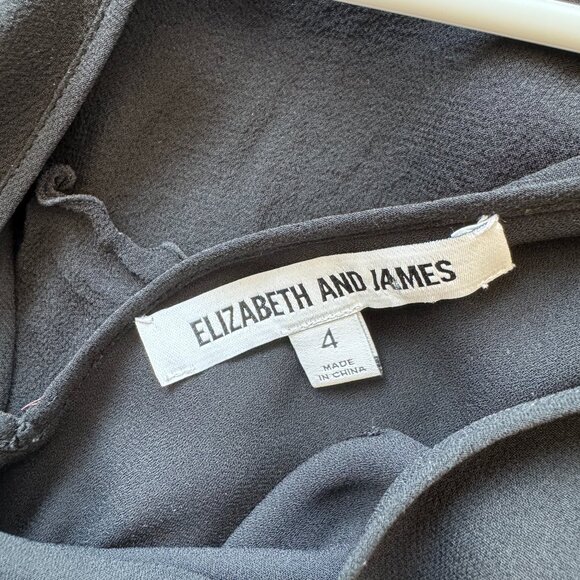 ELIZABETH AND JAMES
4
MADE
IN CHINA